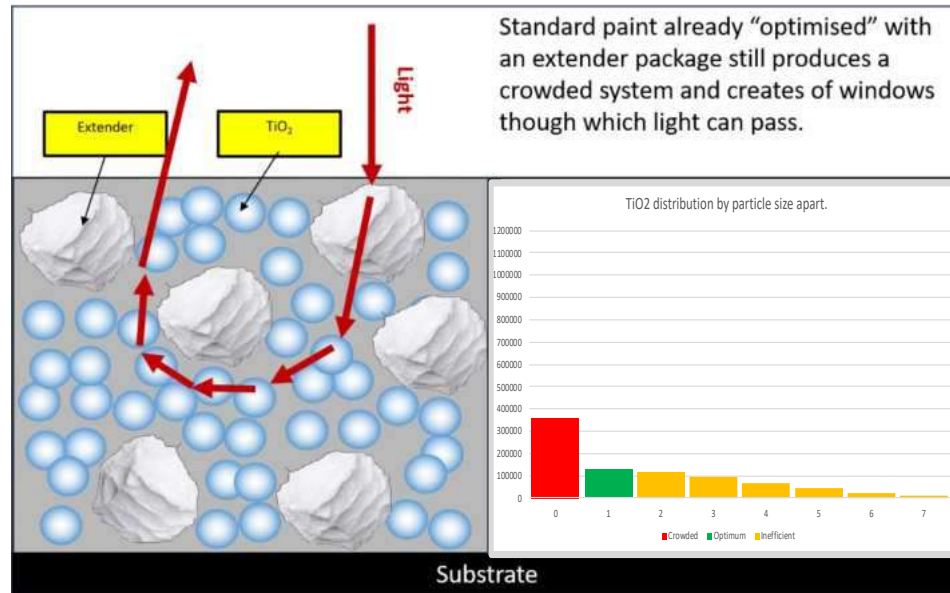 Standard paint already “optimised” with
an extender package still produces a
crowded system and creates of windows
though which light can pass.
Light
Extender
TiO₂
TiO2 distribution by particle size apart.
1200000
1100000
1000000
900000
800000
700000
600000
500000
400000
300000
200000
100000
0
0 1 2 3 4 5 6 7
Crowded Optimum Inefficient
Substrate